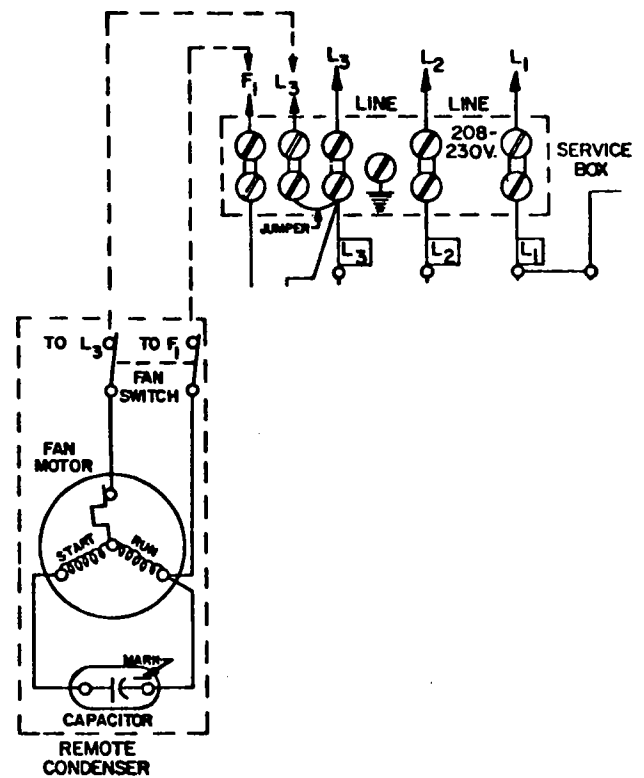 L3 L2 L1
F1 L3
LINE LINE
208-
230V.
SERVICE
BOX
JUMPER
L3 L2 L1
TO L3 TO F1
FAN
SWITCH
FAN
MOTOR
START RUN
MARK
CAPACITOR
REMOTE
CONDENSER